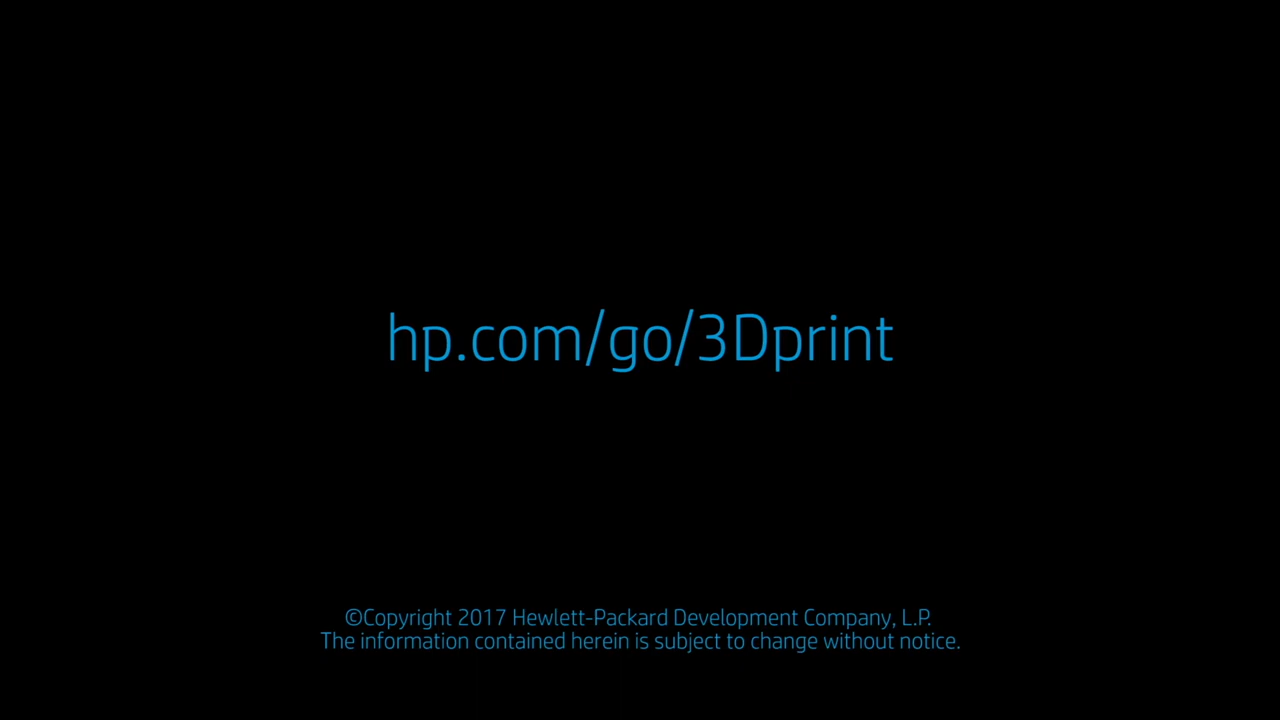 hp.com/go/3Dprint
©Copyright 2017 Hewlett-Packard Development Company, L.P.
The information contained herein is subject to change without notice.